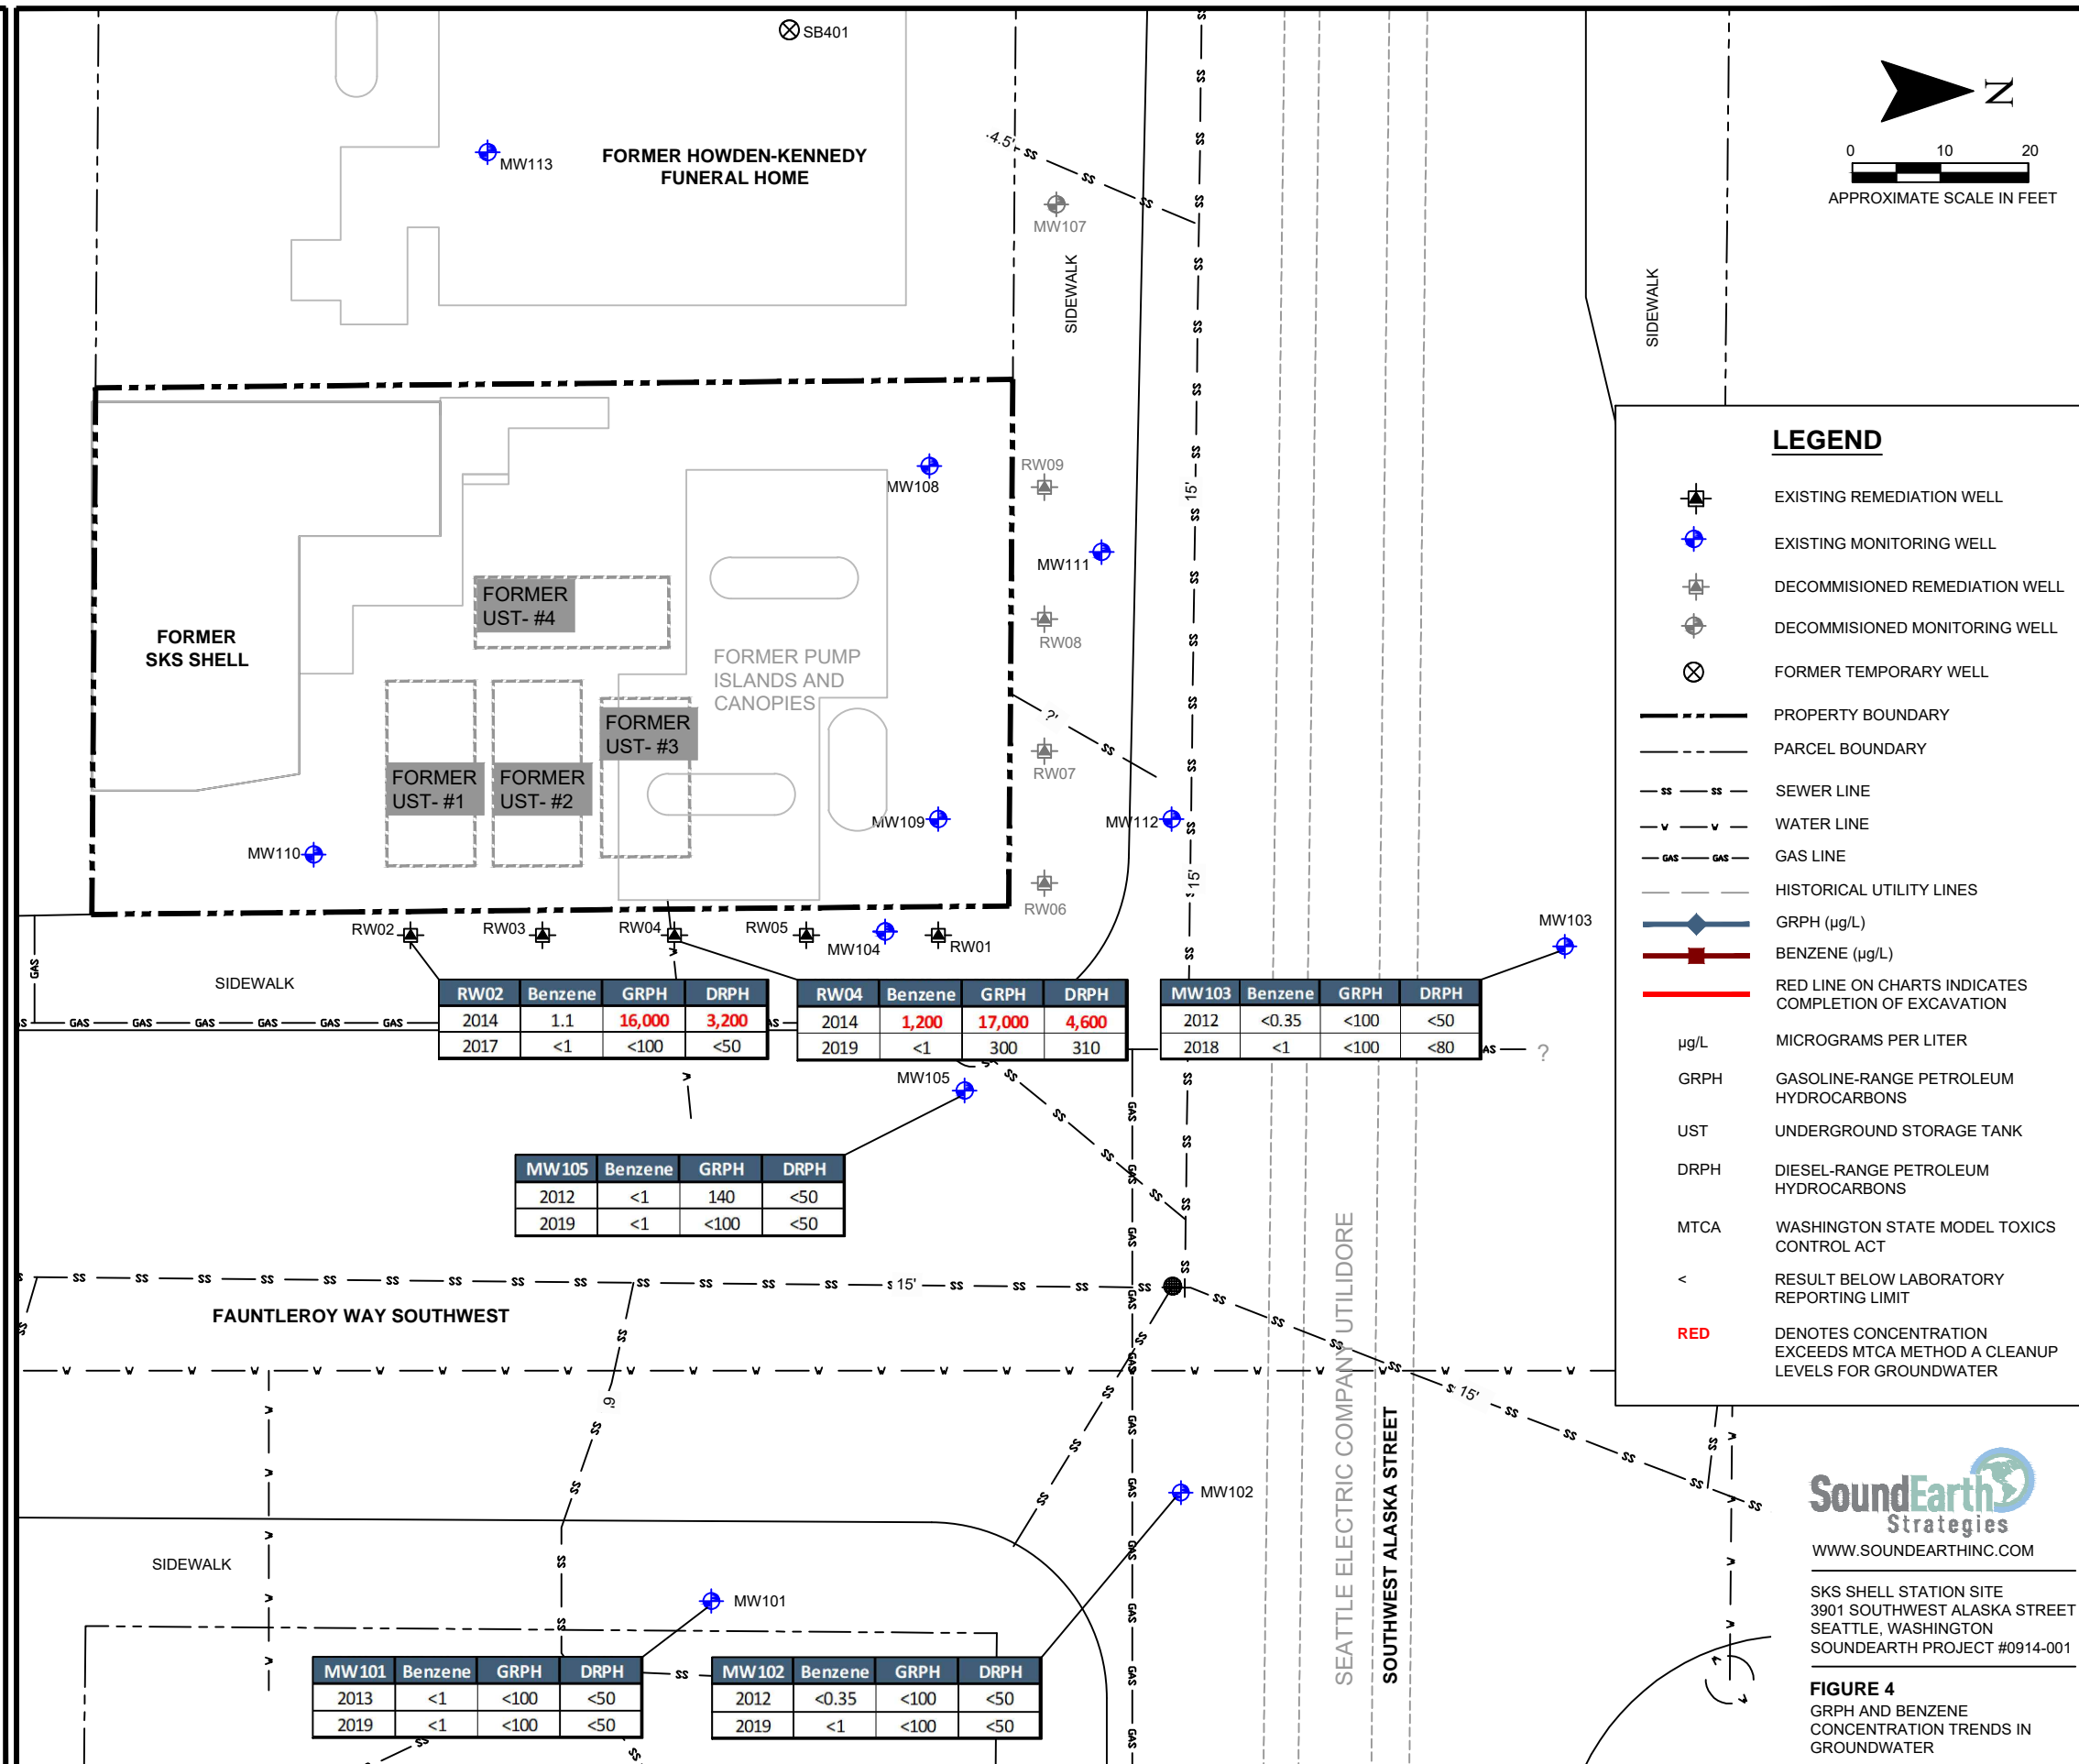 SB401
N
0 10 20
APPROXIMATE SCALE IN FEET
MW113
FORMER HOWDEN-KENNEDY
FUNERAL HOME
4.5'
MW107
SIDEWALK
SIDEWALK
RW09
MW108
15'
MW111
RW08
FORMER
UST- #4
FORMER
SKS SHELL
FORMER PUMP
ISLANDS AND
CANOPIES
FORMER
UST- #3
?'
RW07
FORMER
UST- #1
FORMER
UST- #2
MW109
MW112
MW110
15'
RW06
RW02
RW03
RW04
RW05
MW104
RW01
MW103
SIDEWALK
RW02 Benzene GRPH DRPH
2014 1.1 16,000 3,200
2017 <1 <100 <50
RW04 Benzene GRPH DRPH
2014 1,200 17,000 4,600
2019 <1 300 310
MW103 Benzene GRPH DRPH
2012 <0.35 <100 <50
2018 <1 <100 <80
GAS GAS GAS GAS GAS GAS
?
MW105
MW105 Benzene GRPH DRPH
2012 <1 140 <50
2019 <1 <100 <50
15'
FAUNTLEROY WAY SOUTHWEST
9'
15'
SEATTLE ELECTRIC COMPANY UTILIDORE
SOUTHWEST ALASKA STREET
MW102
SIDEWALK
MW101
MW101 Benzene GRPH DRPH
2013 <1 <100 <50
2019 <1 <100 <50
MW102 Benzene GRPH DRPH
2012 <0.35 <100 <50
2019 <1 <100 <50
LEGEND
EXISTING REMEDIATION WELL
EXISTING MONITORING WELL
DECOMMISIONED REMEDIATION WELL
DECOMMISIONED MONITORING WELL
FORMER TEMPORARY WELL
PROPERTY BOUNDARY
PARCEL BOUNDARY
SS SS SEWER LINE
V V WATER LINE
GAS GAS GAS LINE
HISTORICAL UTILITY LINES
GRPH (µg/L)
BENZENE (µg/L)
RED LINE ON CHARTS INDICATES
COMPLETION OF EXCAVATION
µg/L MICROGRAMS PER LITER
GRPH GASOLINE-RANGE PETROLEUM
HYDROCARBONS
UST UNDERGROUND STORAGE TANK
DRPH DIESEL-RANGE PETROLEUM
HYDROCARBONS
MTCA WASHINGTON STATE MODEL TOXICS
CONTROL ACT
< RESULT BELOW LABORATORY
REPORTING LIMIT
RED DENOTES CONCENTRATION
EXCEEDS MTCA METHOD A CLEANUP
LEVELS FOR GROUNDWATER
SoundEarth
Strategies
WWW.SOUNDEARTHINC.COM
SKS SHELL STATION SITE
3901 SOUTHWEST ALASKA STREET
SEATTLE, WASHINGTON
SOUNDEARTH PROJECT #0914-001
FIGURE 4
GRPH AND BENZENE
CONCENTRATION TRENDS IN
GROUNDWATER